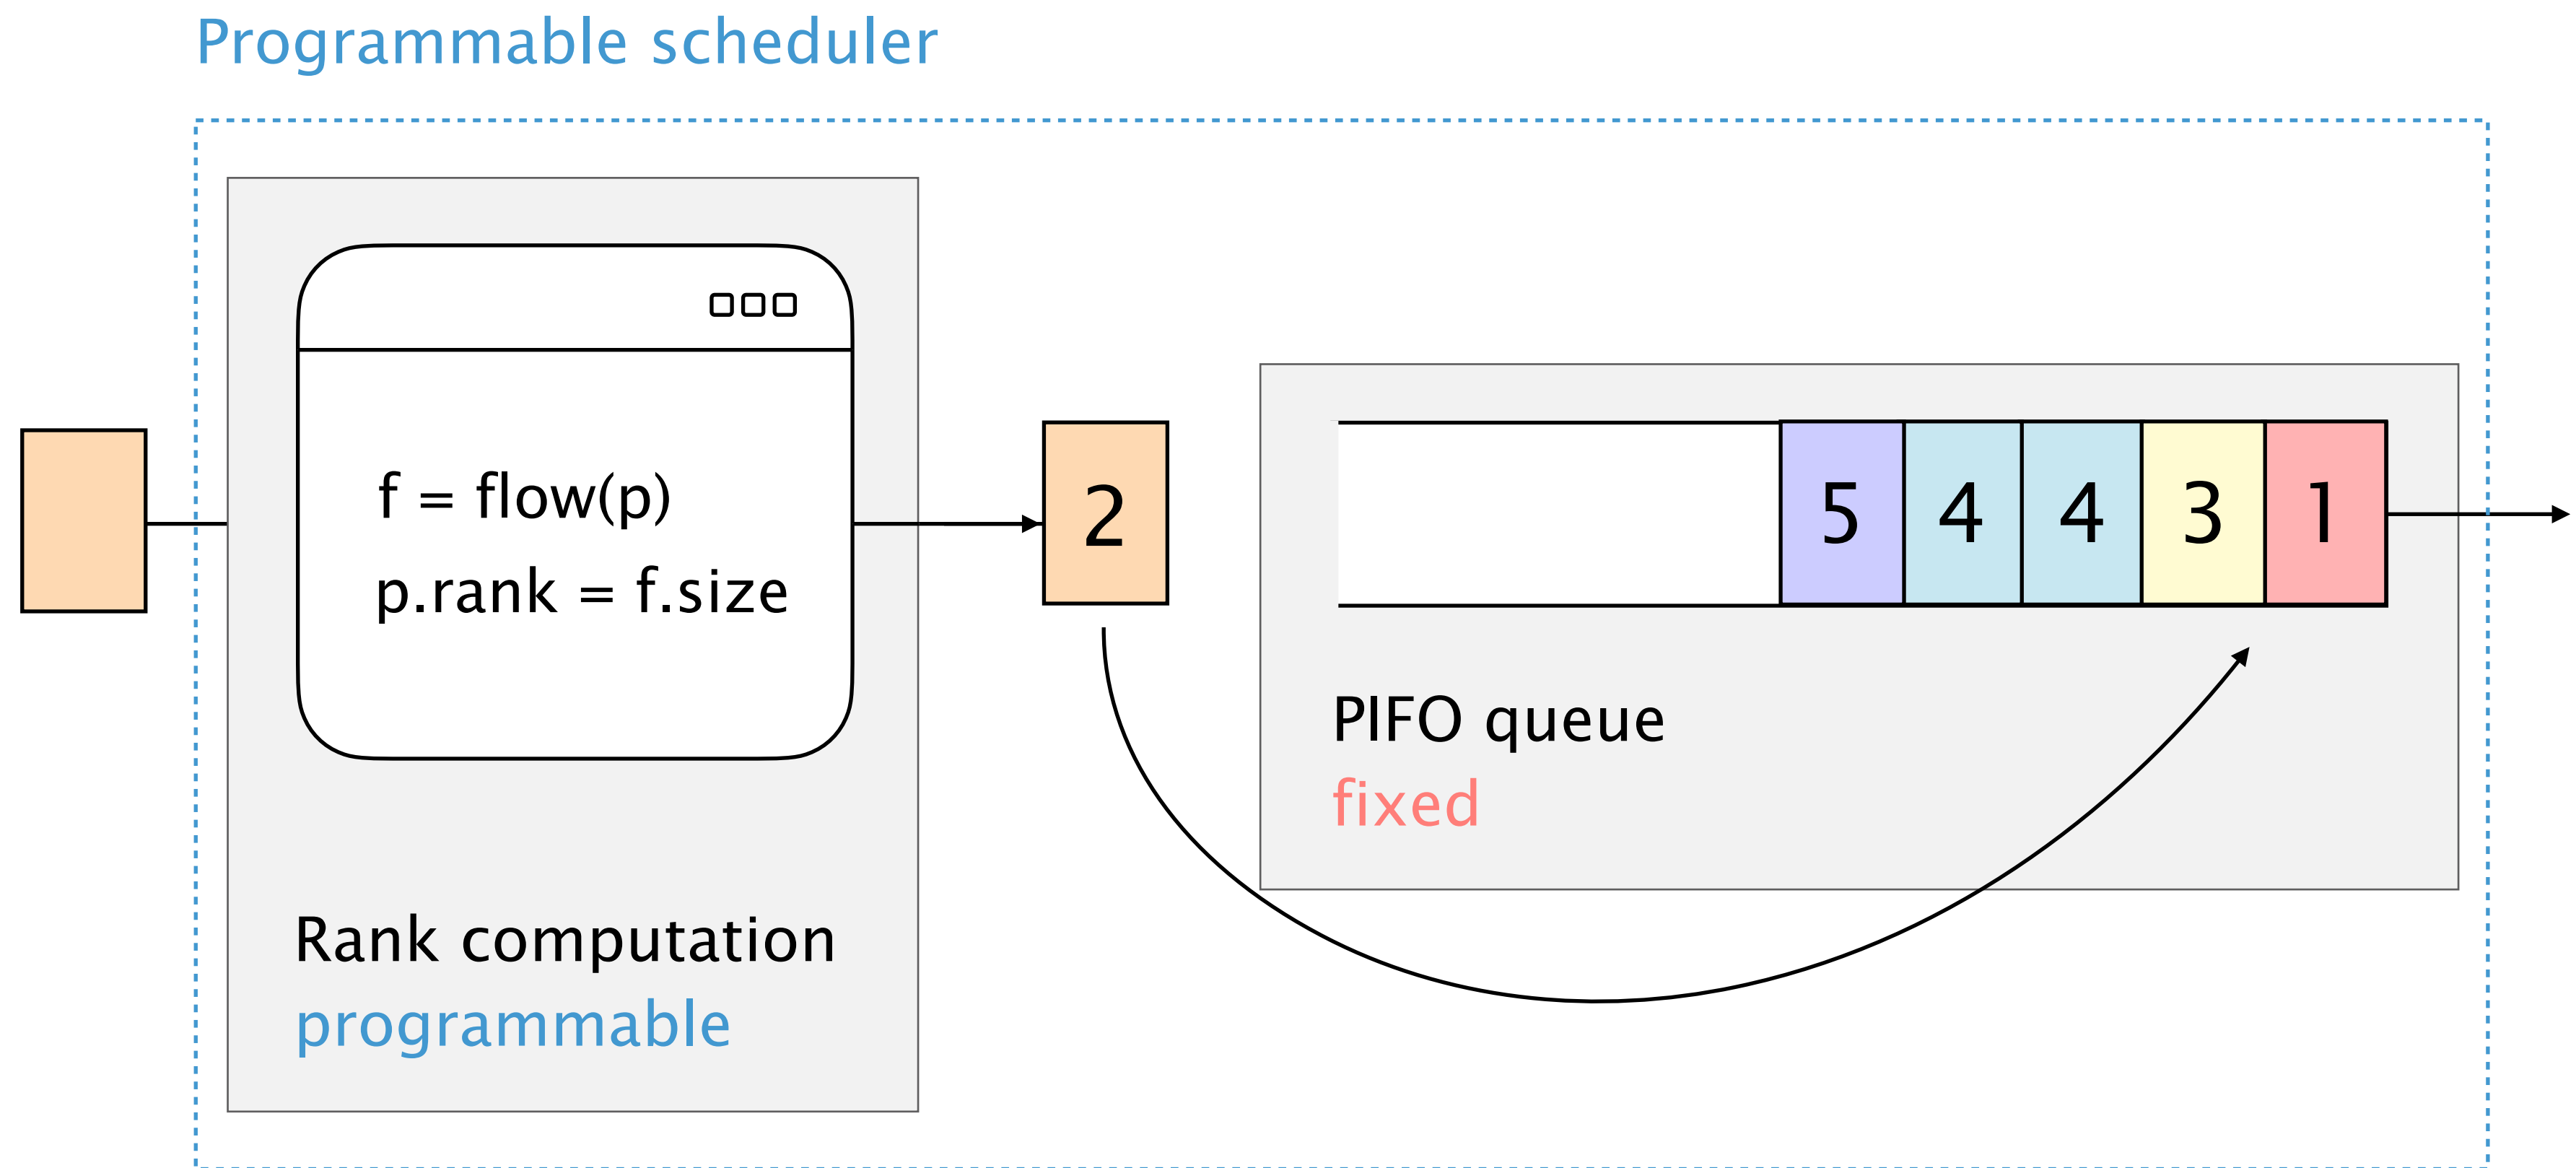 Programmable scheduler
f = flow(p)
p.rank = f.size
Rank computation
programmable
2
5 4 4 3 1
PIFO queue
fixed